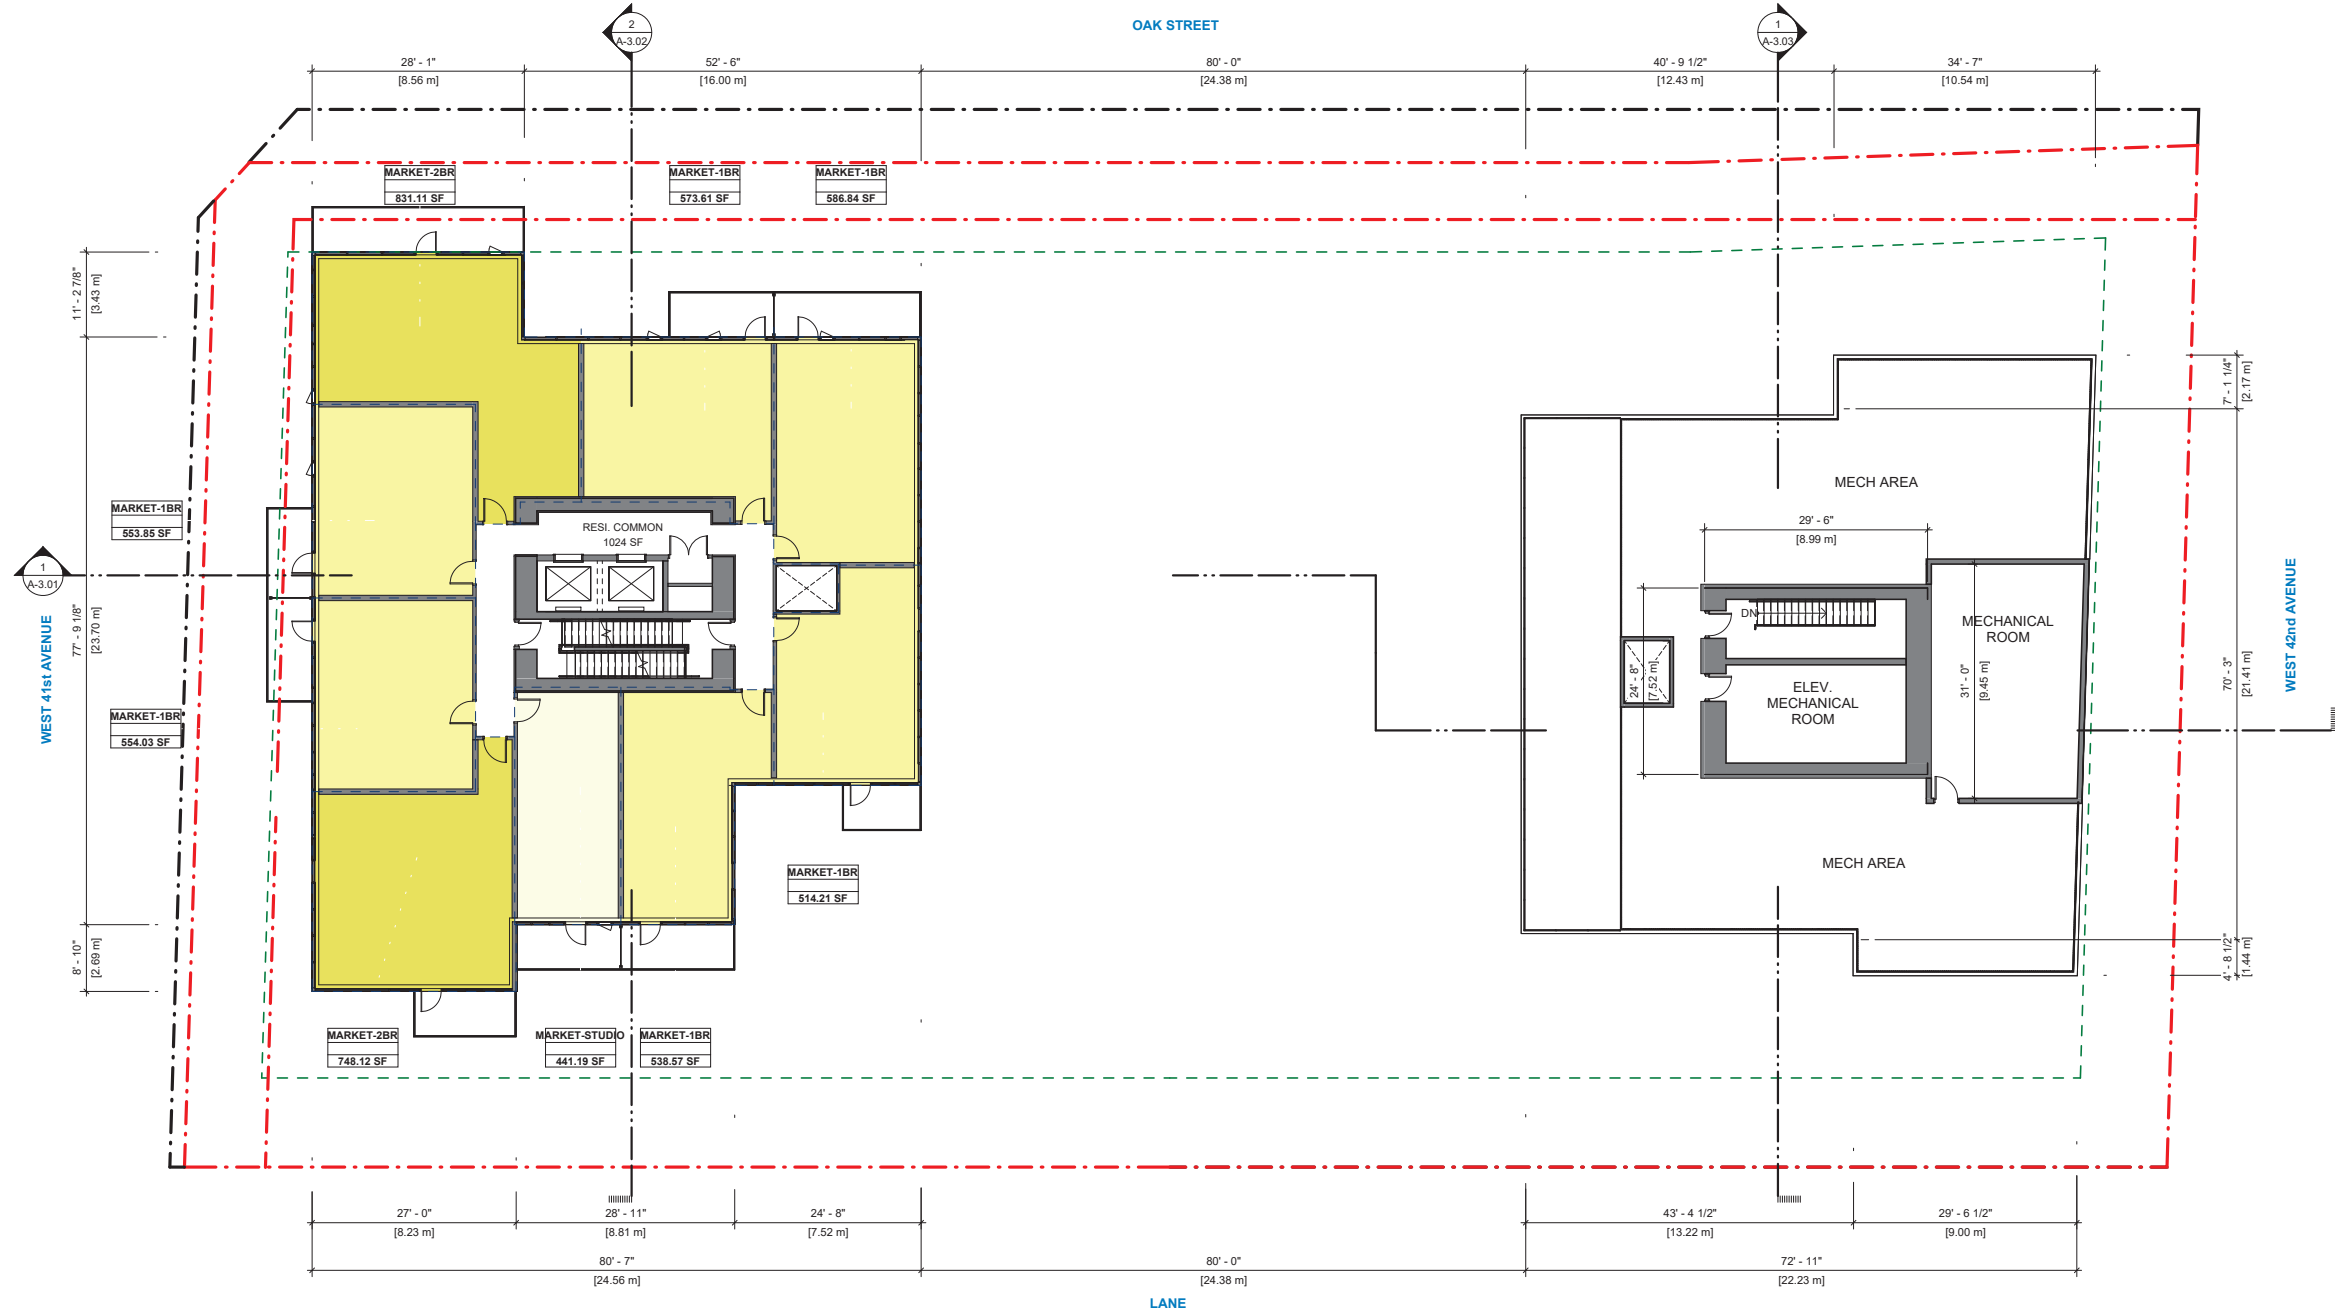 OAK STREET
2
A-3.02
1
A-3.03
28' - 1"
[8.56 m]
52' - 6"
[16.00 m]
80' - 0"
[24.38 m]
40' - 9 1/2"
[12.43 m]
34' - 7"
[10.54 m]
MARKET-2BR
831.11 SF
MARKET-1BR
573.61 SF
MARKET-1BR
586.84 SF
11' - 2 7/8"
[3.43 m]
77' - 9 1/8"
[23.70 m]
8' - 10"
[2.69 m]
MARKET-1BR
553.85 SF
1
A-3.01
WEST 41st AVENUE
MARKET-1BR
554.03 SF
RESI. COMMON
1024 SF
MARKET-1BR
514.21 SF
MARKET-2BR
748.12 SF
MARKET-STUDIO
441.19 SF
MARKET-1BR
538.57 SF
MECH AREA
29' - 6"
[8.99 m]
DN
MECHANICAL
ROOM
24' - 8"
[7.52 m]
ELEV.
MECHANICAL
ROOM
31' - 0"
[9.45 m]
MECH AREA
7' - 1 1/4"
[2.17 m]
70' - 3"
[21.41 m]
4' - 8 1/2"
[1.44 m]
WEST 42nd AVENUE
27' - 0"
[8.23 m]
28' - 11"
[8.81 m]
24' - 8"
[7.52 m]
43' - 4 1/2"
[13.22 m]
29' - 6 1/2"
[9.00 m]
80' - 7"
[24.56 m]
80' - 0"
[24.38 m]
72' - 11"
[22.23 m]
LANE